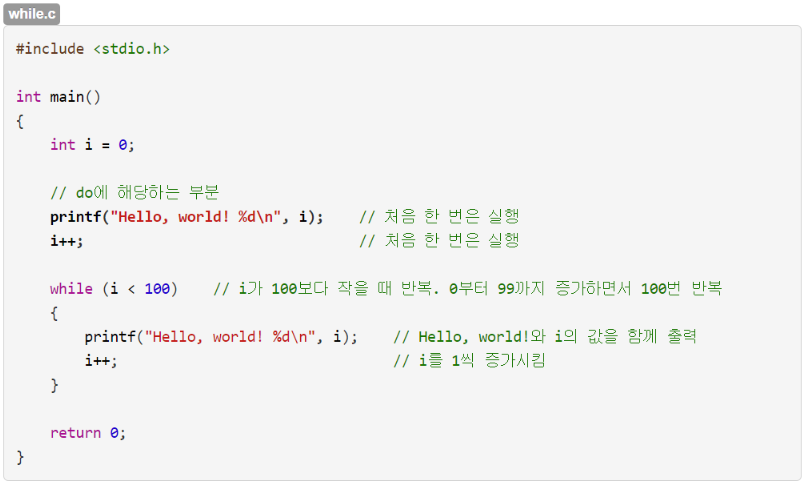 while.c
#include <stdio.h>
int main()
{
int i = 0;
// do에 해당하는 부분
printf("Hello, world! %d\n", i);    // 처음 한 번은 실행
i++;    // 처음 한 번은 실행
while (i < 100)    // i가 100보다 작을 때 반복. 0부터 99까지 증가하면서 100번 반복
{
printf("Hello, world! %d\n", i);    // Hello, world!와 i의 값을 함께 출력
i++;    // i를 1씩 증가시킴
}
return 0;
}